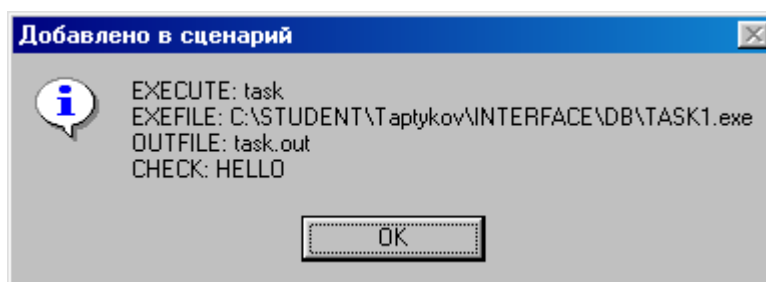 Добавлено в сценарий
EXECUTE: task
EXEFILE: C:\STUDENT\Taptykov\INTERFACE\DB\TASK1.exe
OUTFILE: task.out
CHECK: HELLO
OK